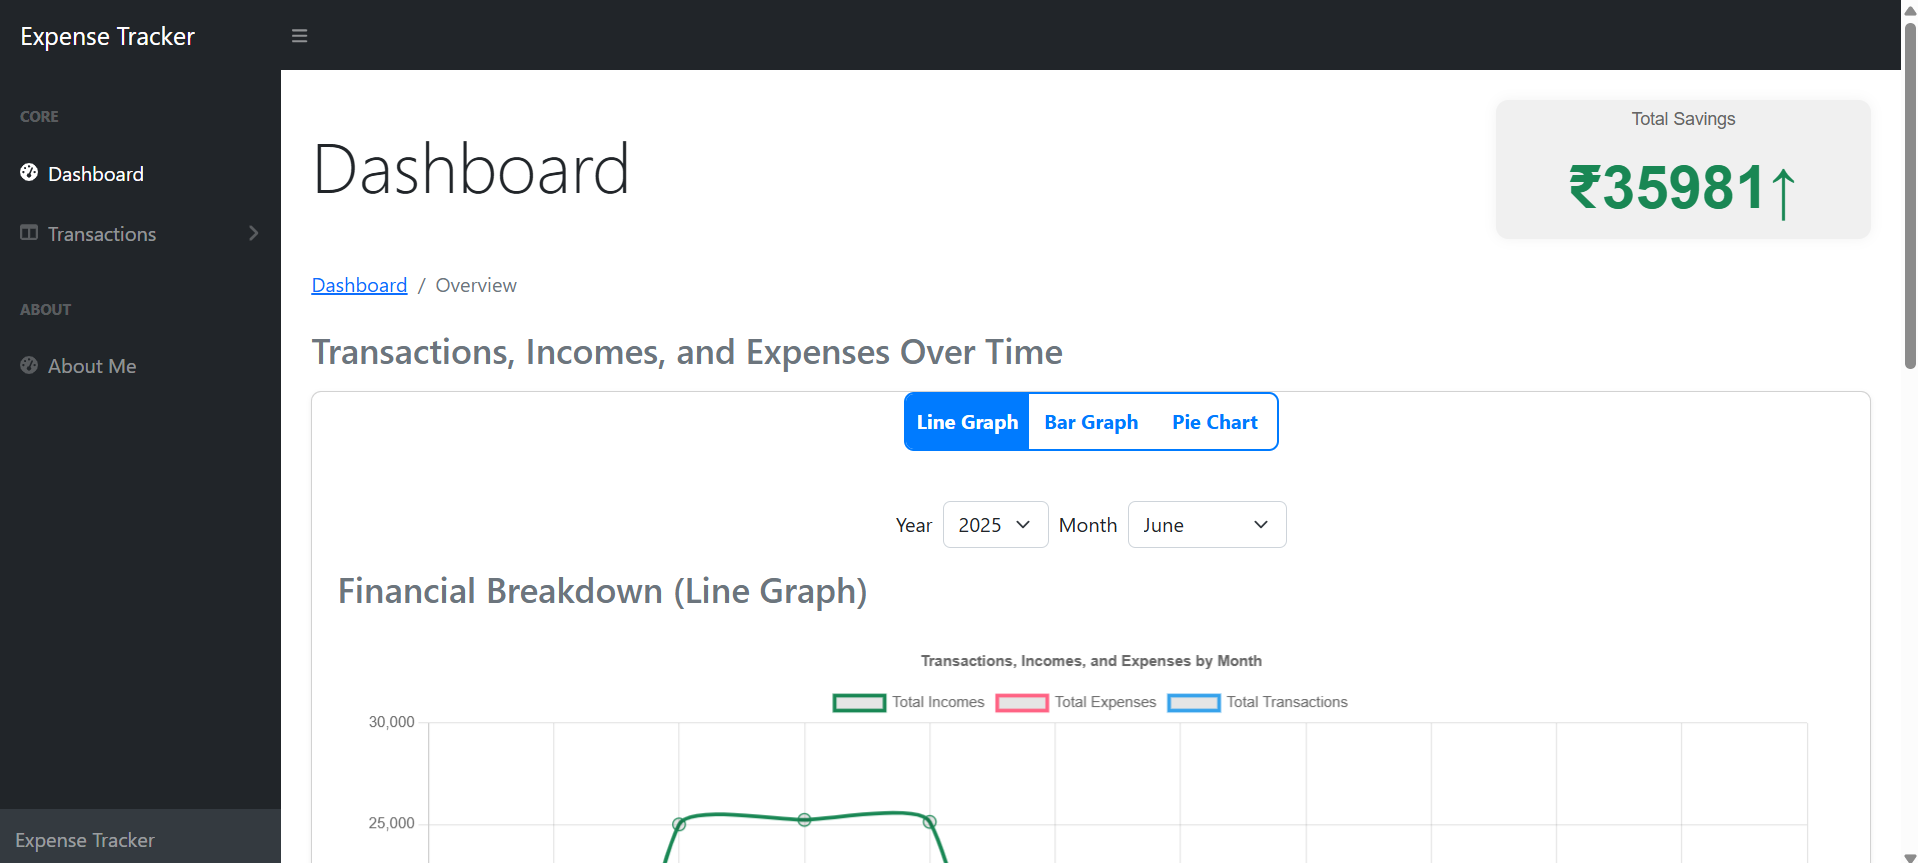 Expense Tracker
CORE
Dashboard
Transactions
ABOUT
About Me
Expense Tracker
Dashboard
Total Savings
₹35981↑
Dashboard / Overview
Transactions, Incomes, and Expenses Over Time
Line Graph Bar Graph Pie Chart
Year 2025 Month June
Financial Breakdown (Line Graph)
Transactions, Incomes, and Expenses by Month
Total Incomes Total Expenses Total Transactions
30,000
25,000